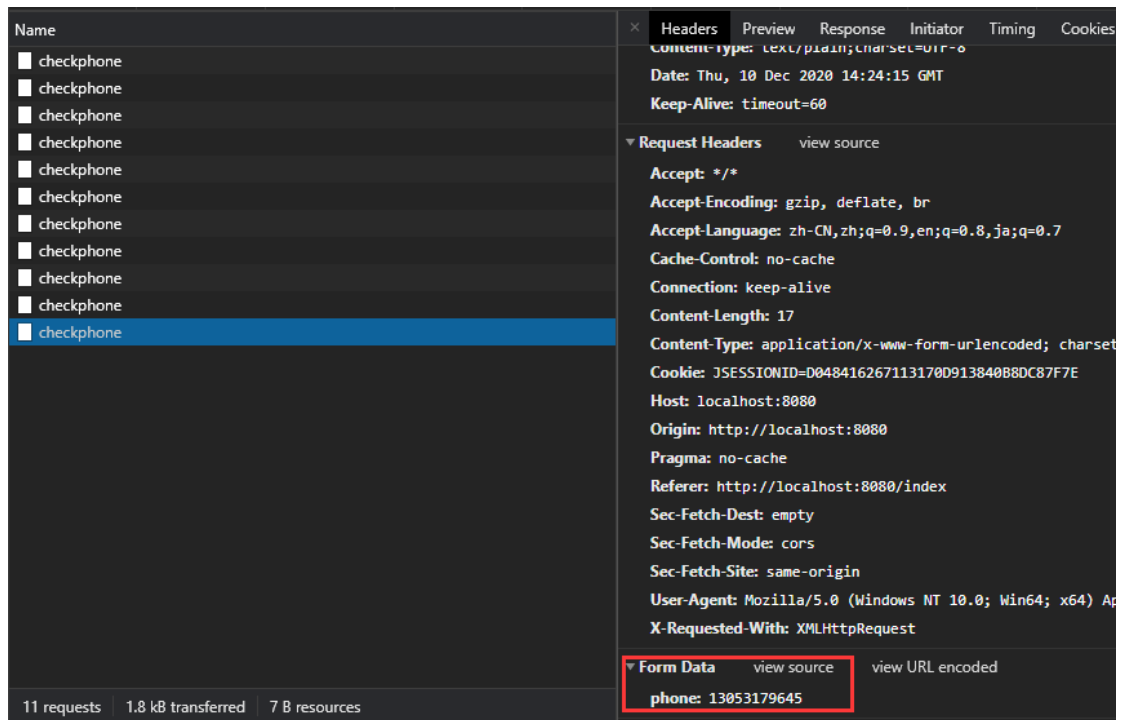 Name
checkphone
checkphone
checkphone
checkphone
checkphone
checkphone
checkphone
checkphone
checkphone
checkphone
checkphone
11 requests 1.8 kB transferred 7 B resources
× Headers Preview Response Initiator Timing Cookies
Content-Type: text/plain;charset=UTF-8
Date: Thu, 10 Dec 2020 14:24:15 GMT
Keep-Alive: timeout=60
▼ Request Headers view source
Accept: */*
Accept-Encoding: gzip, deflate, br
Accept-Language: zh-CN,zh;q=0.9,en;q=0.8,ja;q=0.7
Cache-Control: no-cache
Connection: keep-alive
Content-Length: 17
Content-Type: application/x-www-form-urlencoded; charset
Cookie: JSESSIONID=D048416267113170D913840B8DC87F7E
Host: localhost:8080
Origin: http://localhost:8080
Pragma: no-cache
Referer: http://localhost:8080/index
Sec-Fetch-Dest: empty
Sec-Fetch-Mode: cors
Sec-Fetch-Site: same-origin
User-Agent: Mozilla/5.0 (Windows NT 10.0; Win64; x64) Ap
X-Requested-With: XMLHttpRequest
▼ Form Data view source view URL encoded
phone: 13053179645